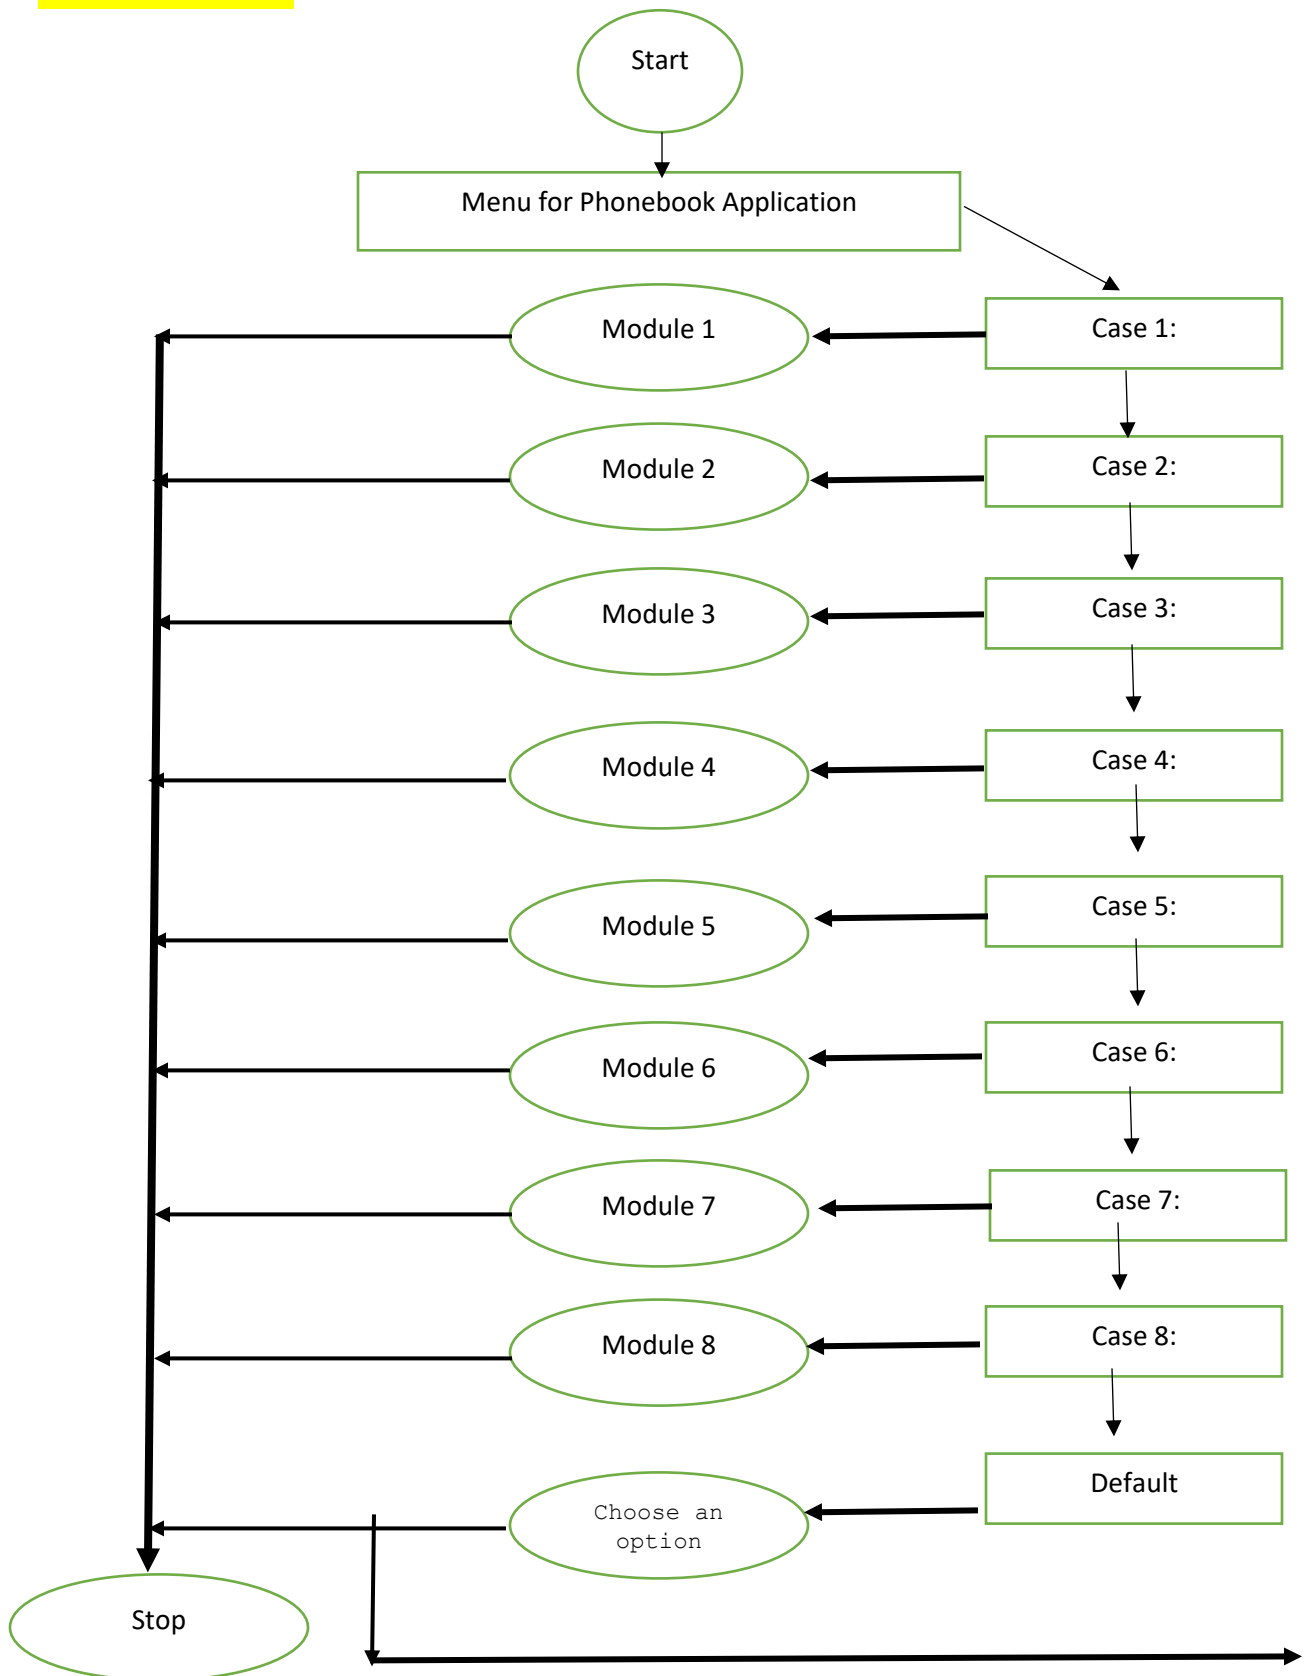 Start
Menu for Phonebook Application
Module 1
Case 1:
Module 2
Case 2:
Module 3
Case 3:
Module 4
Case 4:
Module 5
Case 5:
Module 6
Case 6:
Module 7
Case 7:
Module 8
Case 8:
Default
Choose an
option
Stop